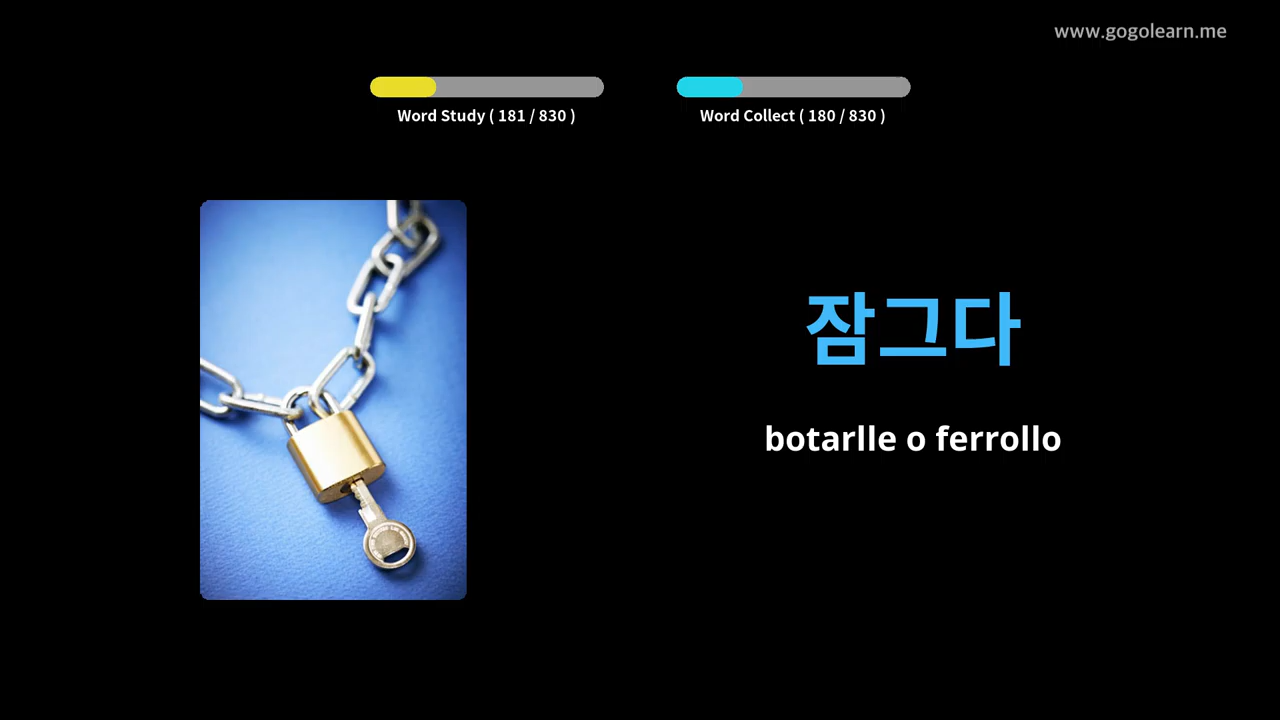 www.gogolearn.me
Word Study ( 181 / 830 )
Word Collect ( 180 / 830 )
잠그다
botarlle o ferrollo